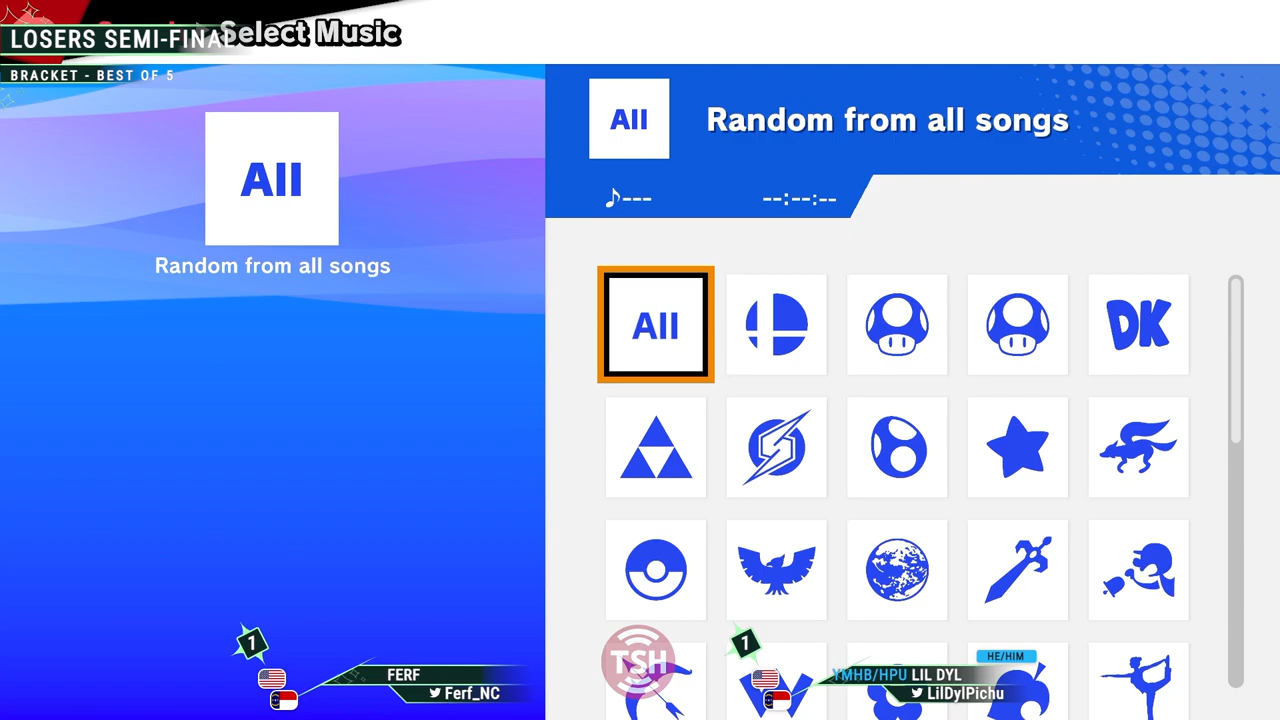 LOSERS SEMI-FINAL
Select Music
BRACKET - BEST OF 5
All
Random from all songs
All
Random from all songs
♪---
--:--:--
All
DK
1
FERF
Ferf_NC
TSH
1
HE/HIM
YMHB/HPU LIL DYL
LilDylPichu